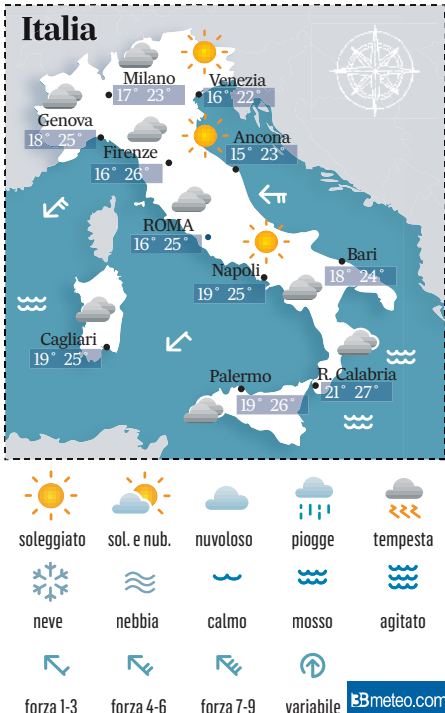 Italia
Milano
17° 23°
Venezia
16° 22°
Genova
18° 25°
Firenze
16° 26°
Ancona
15° 23°
ROMA
16° 25°
Napoli
19° 25°
Bari
18° 24°
Cagliari
19° 25°
Palermo
19° 26°
R. Calabria
21° 27°
soleggiato sol. e nub. nuvoloso piogge tempesta
neve nebbia calmo mosso agitato
forza 1-3 forza 4-6 forza 7-9 variabile
3Bmeteo.com